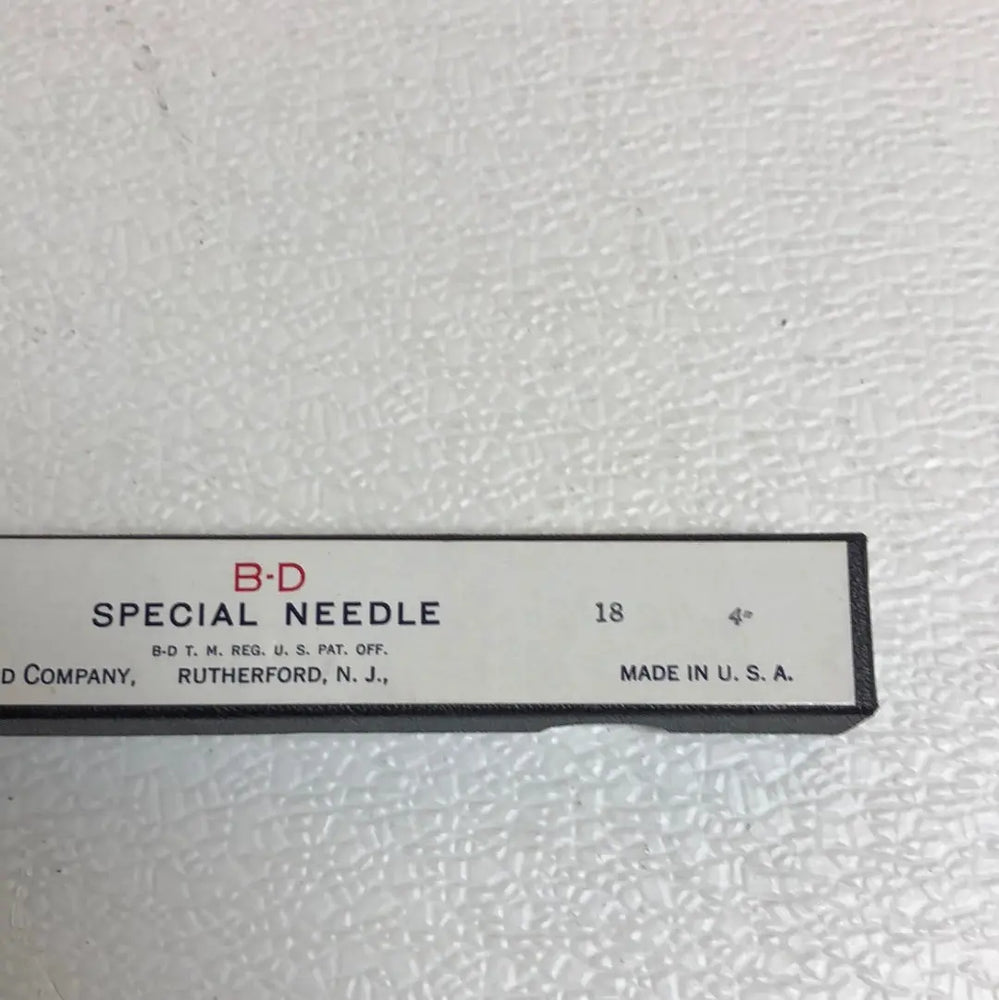 B-D
SPECIAL NEEDLE 18 4"
B-D T. M. REG. U. S. PAT. OFF.
D COMPANY, RUTHERFORD, N. J., MADE IN U. S. A.